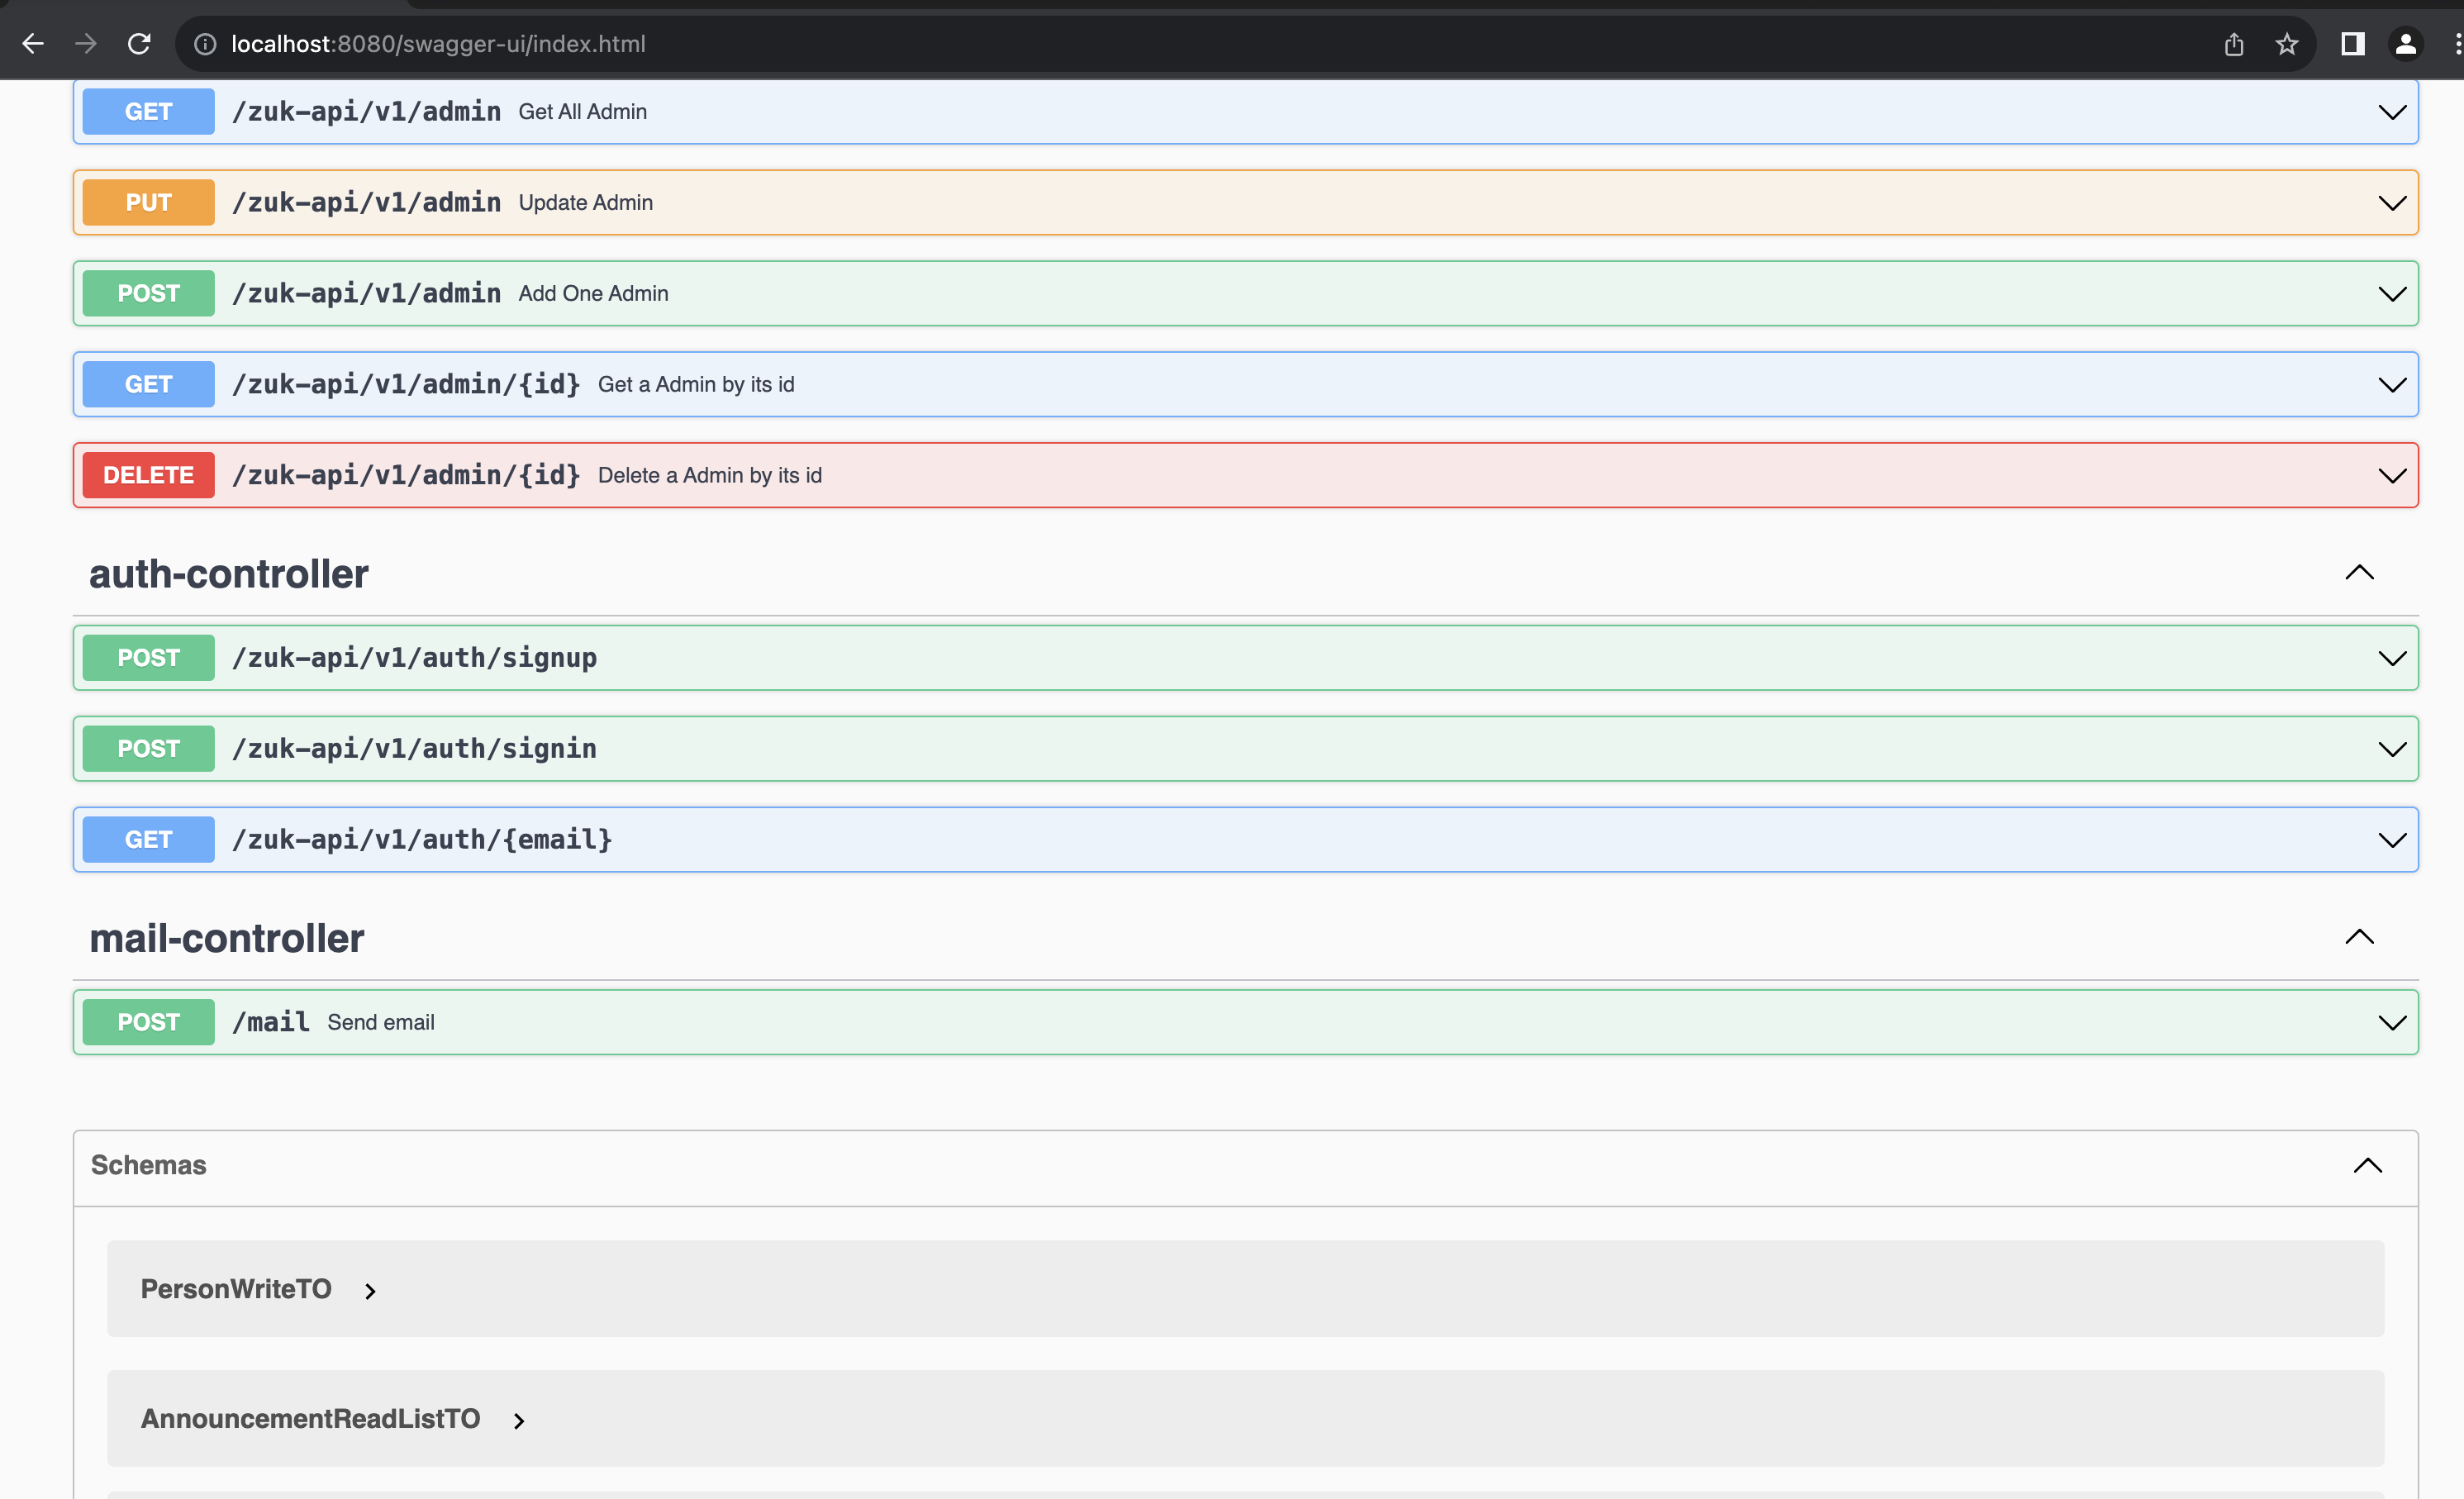 localhost:8080/swagger-ui/index.html
GET /zuk-api/v1/admin Get All Admin
PUT /zuk-api/v1/admin Update Admin
POST /zuk-api/v1/admin Add One Admin
GET /zuk-api/v1/admin/{id} Get a Admin by its id
DELETE /zuk-api/v1/admin/{id} Delete a Admin by its id
auth-controller
POST /zuk-api/v1/auth/signup
POST /zuk-api/v1/auth/signin
GET /zuk-api/v1/auth/{email}
mail-controller
POST /mail Send email
Schemas
PersonWriteTO
AnnouncementReadListTO